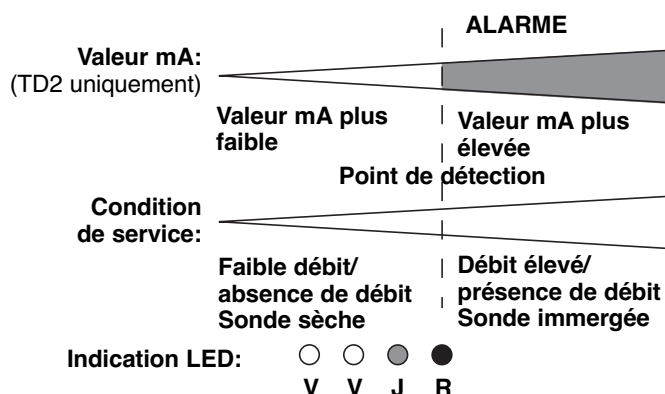 ALARME
Valeur mA:
(TD2 uniquement)
Valeur mA plus
faible
Valeur mA plus
élevée
Point de détection
Condition
de service:
Faible débit/
absence de débit
Sonde sèche
Débit élevé/
présence de débit
Sonde immergée
Indication LED:
V V J R